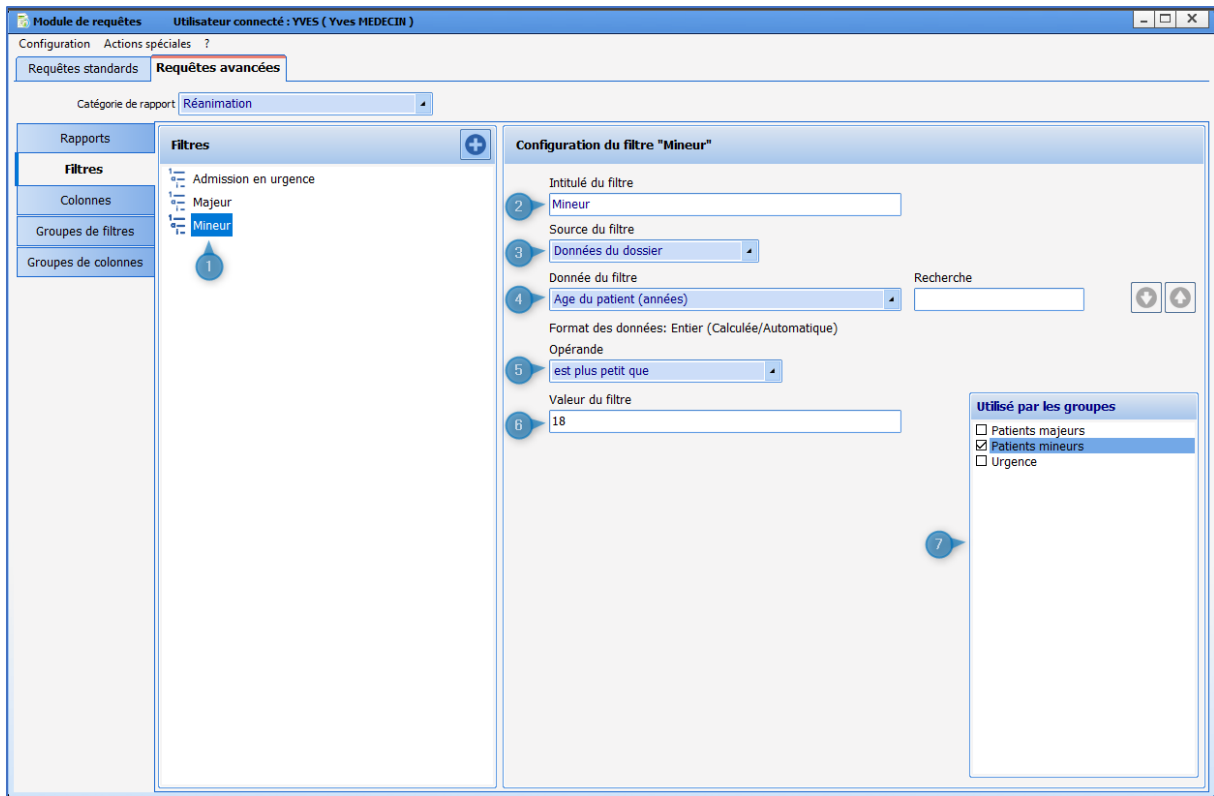 Module de requêtes Utilisateur connecté : YVES ( Yves MEDECIN )
Configuration Actions spéciales ?
Requêtes standards Requêtes avancées
Catégorie de rapport Réanimation
Rapports
Filtres
Colonnes
Groupes de filtres
Groupes de colonnes
Filtres
Admission en urgence
Majeur
Mineur
1
Configuration du filtre "Mineur"
Intitulé du filtre
2 Mineur
Source du filtre
3 Données du dossier
Donnée du filtre Recherche
4 Age du patient (années)
Format des données: Entier (Calculée/Automatique)
Opérande
5 est plus petit que
Valeur du filtre
6 18
Utilisé par les groupes
Patients majeurs
Patients mineurs
Urgence
7